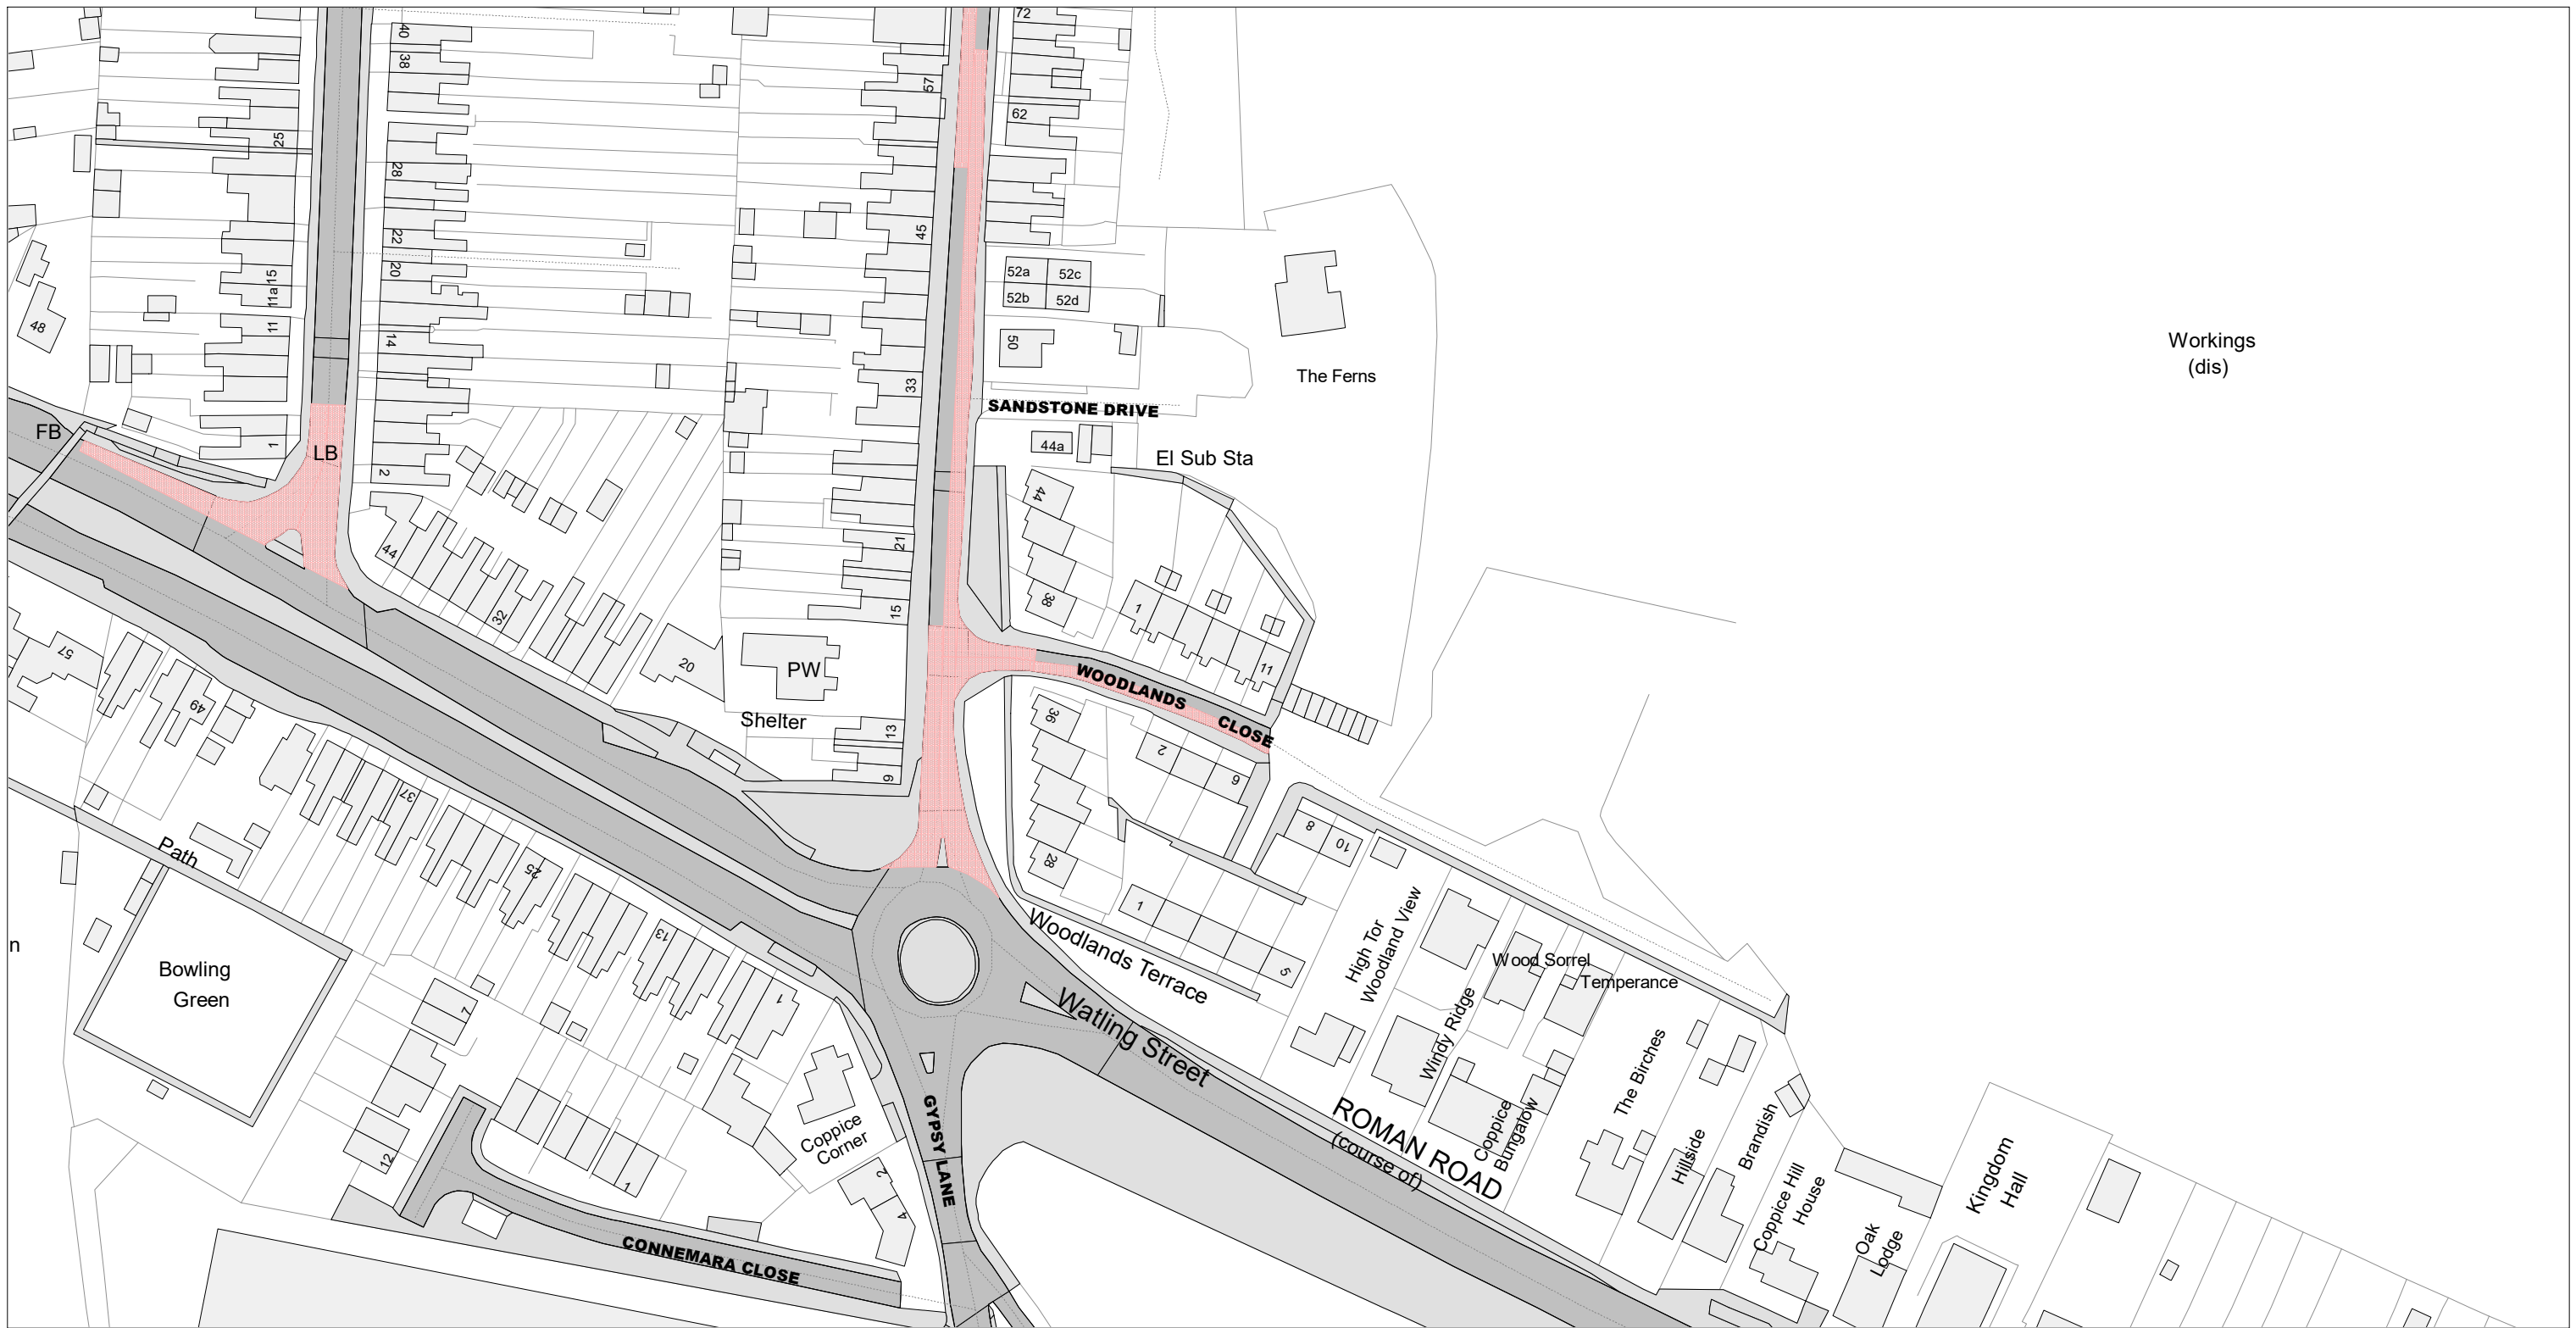 72
40
38
57
62
25
28
45
22
20
15
11a
52a
52c
52b
52d
48
11
14
50
Workings
(dis)
33
The Ferns
SANDSTONE DRIVE
FB
LB
1
2
44a
El Sub Sta
44
44
21
38
1
15
32
57
20
PW
11
WOODLANDS
CLOSE
49
36
Shelter
13
2
9
6
37
8
10
Path
28
25
1
High Tor
Woodland View
13
Woodlands Terrace
n
Bowling
Green
5
Wood Sorrel
Temperance
7
1
Watling Street
Windy Ridge
The Birches
GYPSY LANE
Coppice
Corner
ROMAN ROAD
(course of)
Coppice
Bungalow
Hillside
Brandish
12
1
2
4
Coppice Hill
House
Kingdom
Hall
Oak
Lodge
CONNEMARA CLOSE